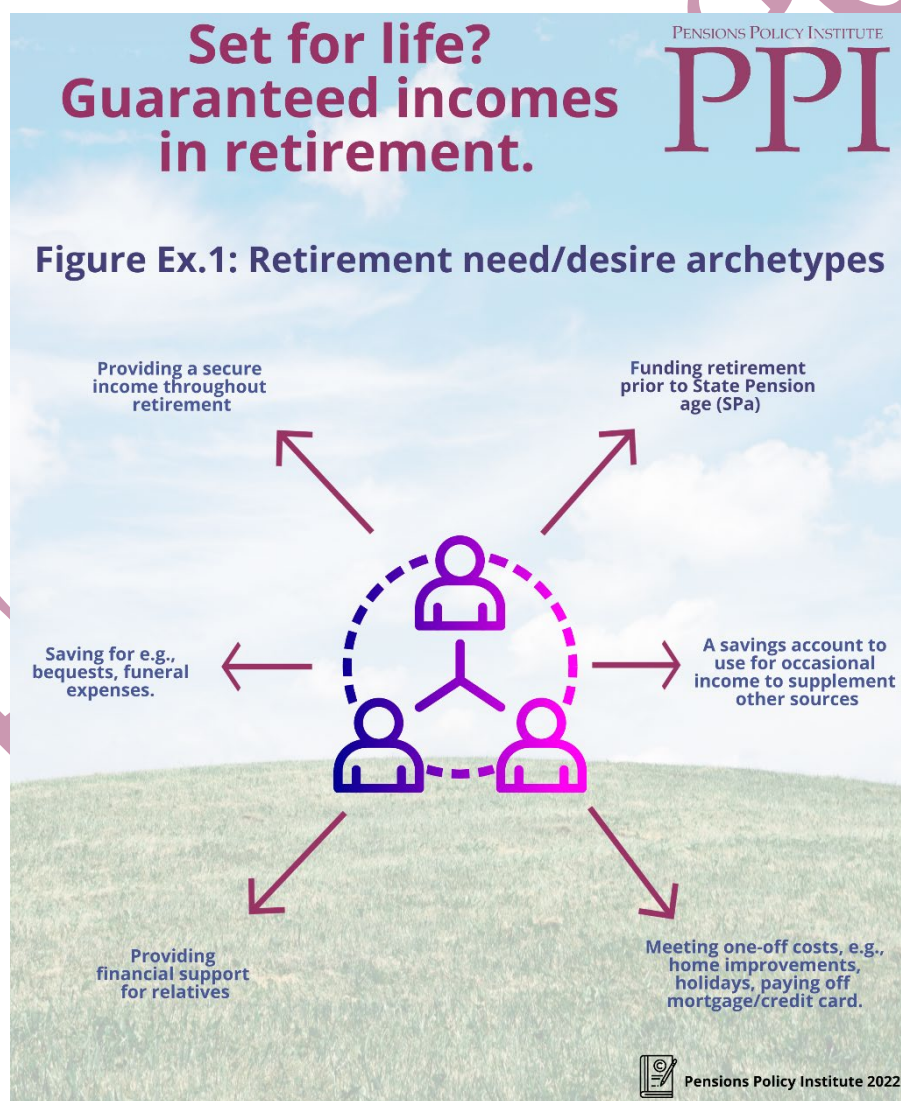 Set for life?
Guaranteed incomes
in retirement.
PENSIONS POLICY INSTITUTE
PPI
Figure Ex.1: Retirement need/desire archetypes
Providing a secure
income throughout
retirement
Funding retirement
prior to State Pension
age (SPa)
Saving for e.g.,
bequests, funeral
expenses.
A savings account to
use for occasional
income to supplement
other sources
Providing
financial support
for relatives
Meeting one-off costs, e.g.,
home improvements,
holidays, paying off
mortgage/credit card.
©
Pensions Policy Institute 2022